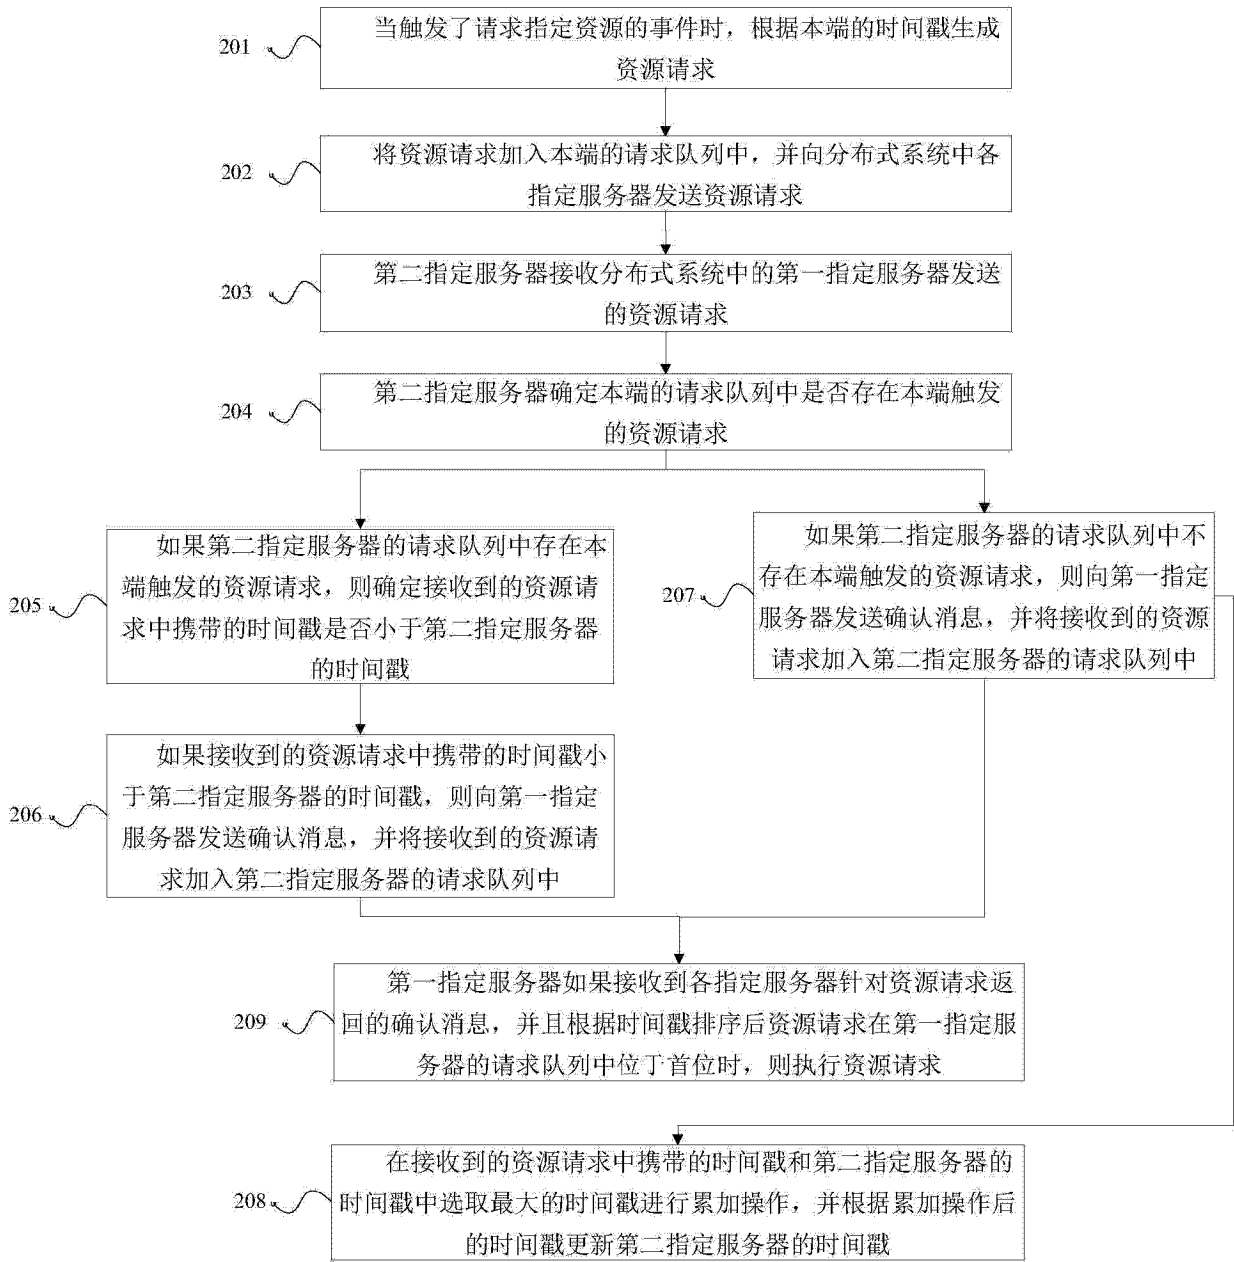 201
当触发了请求指定资源的事件时，根据本端的时间戳生成
资源请求
202
将资源请求加入本端的请求队列中，并向分布式系统中各
指定服务器发送资源请求
203
第二指定服务器接收分布式系统中的第一指定服务器发送
的资源请求
204
第二指定服务器确定本端的请求队列中是否存在本端触发
的资源请求
205
如果第二指定服务器的请求队列中存在本
端触发的资源请求，则确定接收到的资源请
求中携带的时间戳是否小于第二指定服务器
的时间戳
207
如果第二指定服务器的请求队列中不
存在本端触发的资源请求，则向第一指定
服务器发送确认消息，并将接收到的资源
请求加入第二指定服务器的请求队列中
206
如果接收到的资源请求中携带的时间戳小
于第二指定服务器的时间戳，则向第一指定
服务器发送确认消息，并将接收到的资源请
求加入第二指定服务器的请求队列中
209
第一指定服务器如果接收到各指定服务器针对资源请求返
回的确认消息，并且根据时间戳排序后资源请求在第一指定服
务器的请求队列中位于首位时，则执行资源请求
208
在接收到的资源请求中携带的时间戳和第二指定服务器的
时间戳中选取最大的时间戳进行累加操作，并根据累加操作后
的时间戳更新第二指定服务器的时间戳